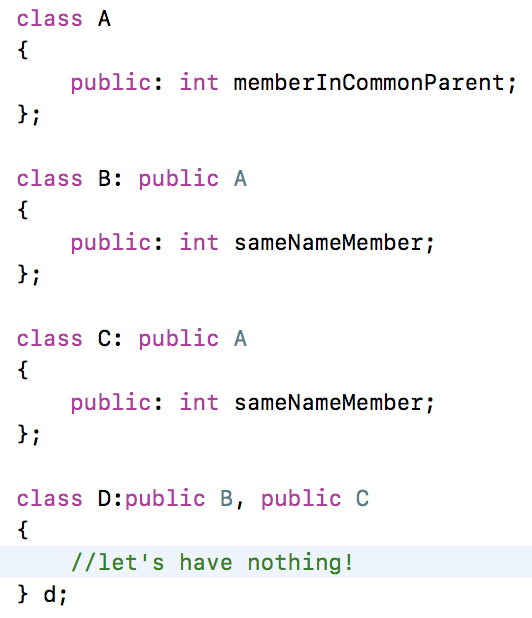 class A
{
    public: int memberInCommonParent;
};

class B: public A
{
    public: int sameNameMember;
};

class C: public A
{
    public: int sameNameMember;
};

class D:public B, public C
{
    //let's have nothing!
} d;